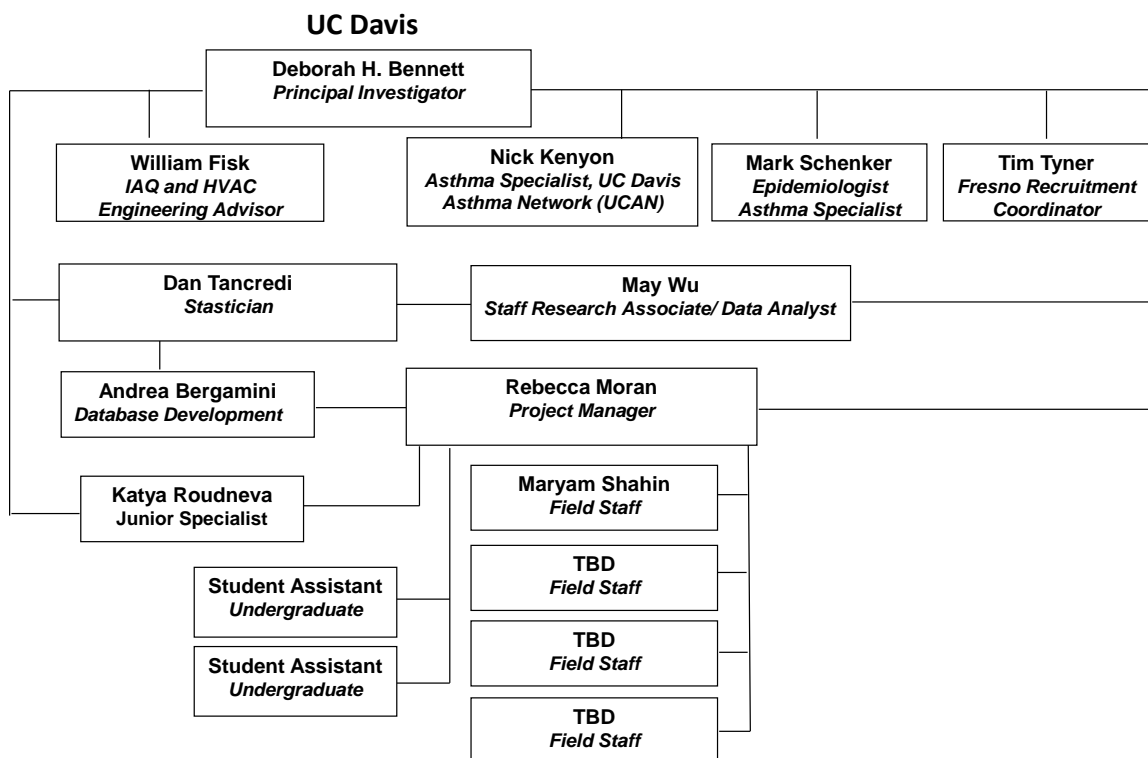 UC Davis
Deborah H. Bennett
Principal Investigator
William Fisk
IAQ and HVAC
Engineering Advisor
Nick Kenyon
Asthma Specialist, UC Davis
Asthma Network (UCAN)
Mark Schenker
Epidemiologist
Asthma Specialist
Tim Tyner
Fresno Recruitment
Coordinator
Dan Tancredi
Stastician
May Wu
Staff Research Associate/ Data Analyst
Andrea Bergamini
Database Development
Rebecca Moran
Project Manager
Katya Roudneva
Junior Specialist
Maryam Shahin
Field Staff
Student Assistant
Undergraduate
TBD
Field Staff
Student Assistant
Undergraduate
TBD
Field Staff
TBD
Field Staff